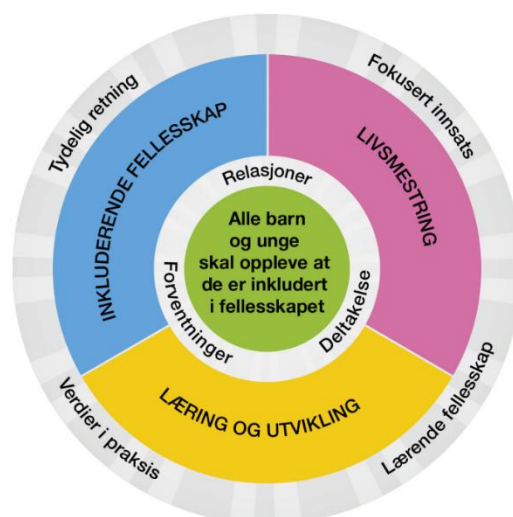 Tydelig retning
Fokusert innsats
INKLUDERENDE FELLESSKAP
LIVSMESTRING
Relasjoner
Alle barn
og unge
skal oppleve at
de er inkludert
i fellesskapet
Forventninger
Deltakelse
LÆRING OG UTVIKLING
Verdier i praksis
Lærende fellesskap